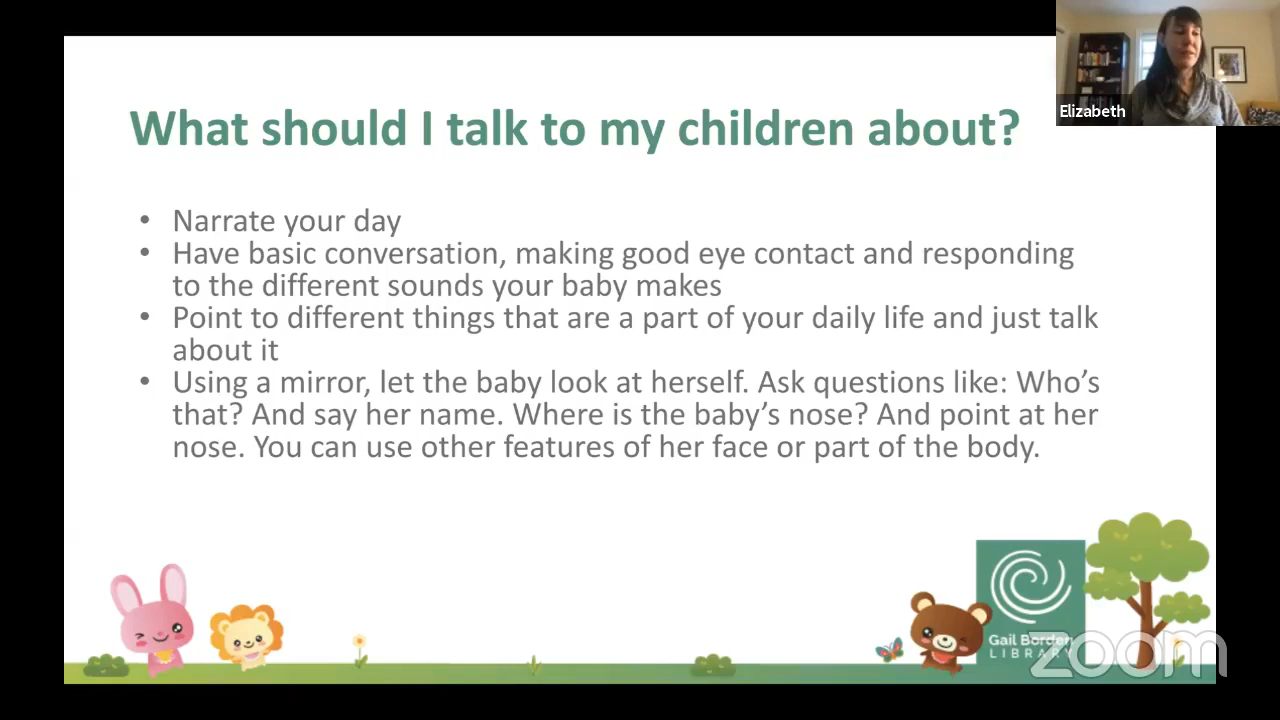 Elizabeth
What should I talk to my children about?
• Narrate your day
• Have basic conversation, making good eye contact and responding
to the different sounds your baby makes
• Point to different things that are a part of your daily life and just talk
about it
• Using a mirror, let the baby look at herself. Ask questions like: Who's
that? And say her name. Where is the baby's nose? And point at her
nose. You can use other features of her face or part of the body.
Gail Borden
LIBRARY
zoom